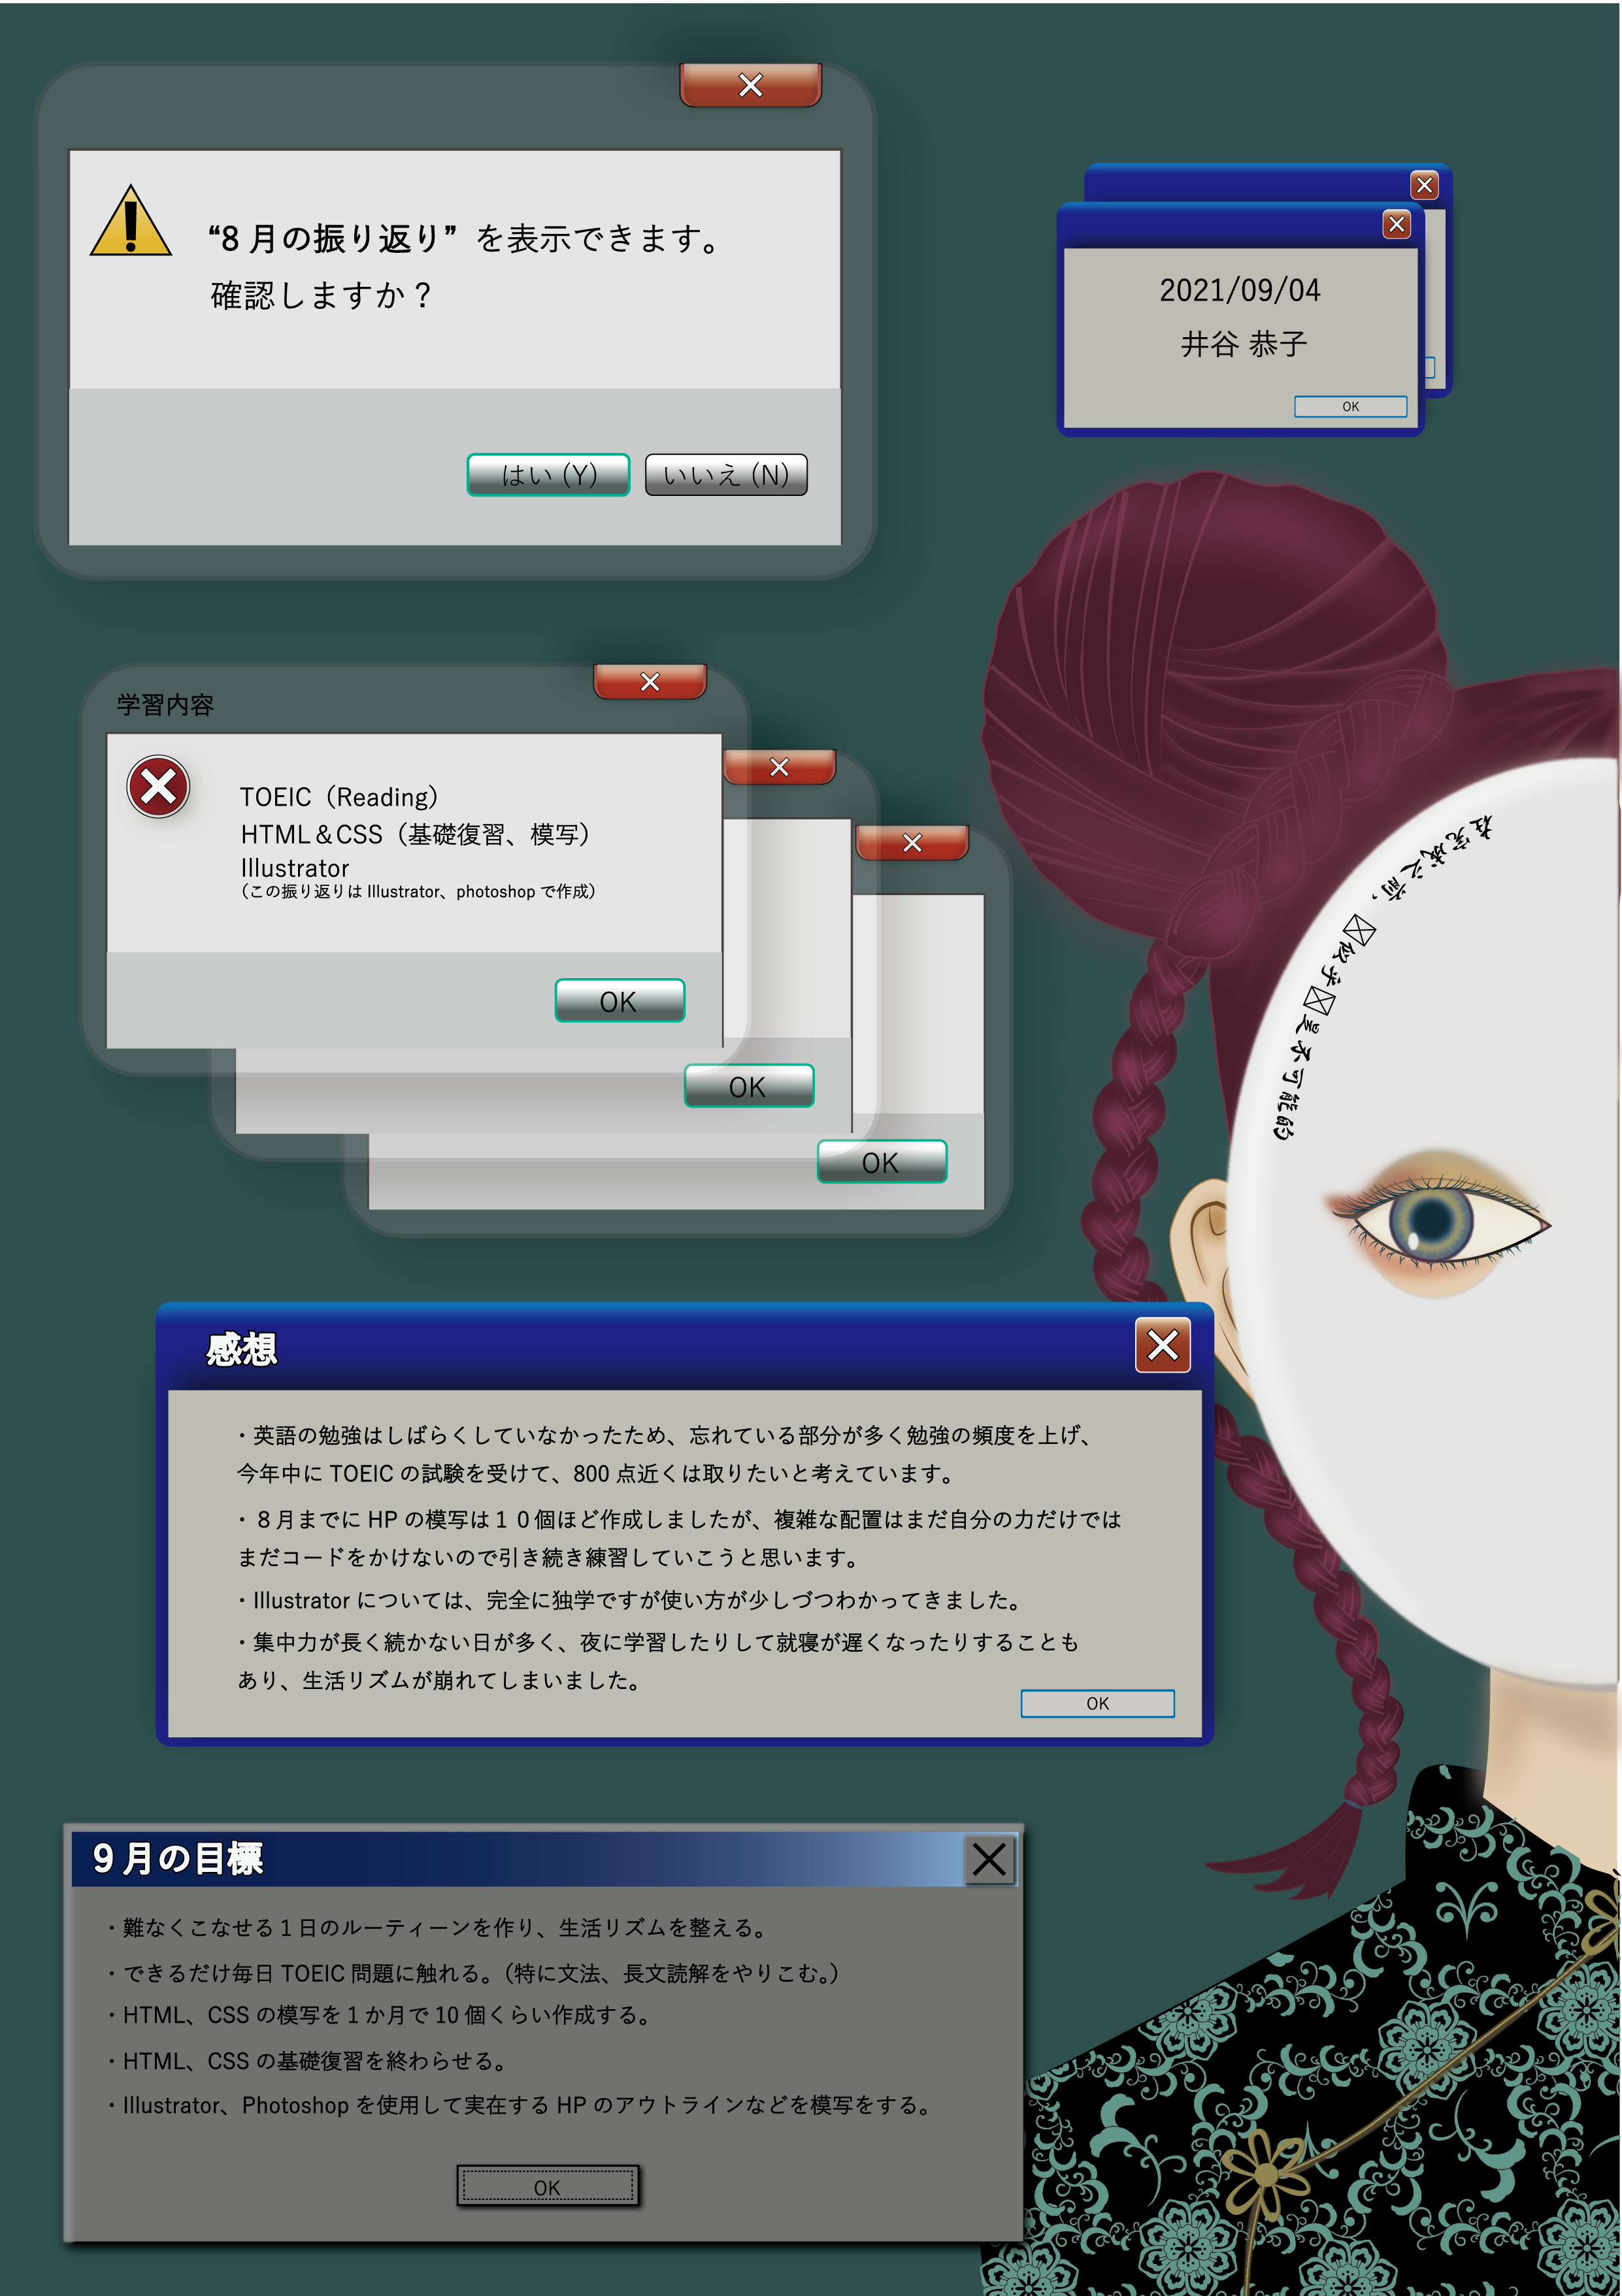 “8 月の振り返り” を表示できます。
確認しますか？
はい (Y)
いいえ (N)
2021/09/04
井谷 恭子
OK
学習内容
TOEIC（Reading）
HTML＆CSS（基礎復習、模写）
Illustrator
（この振り返りは Illustrator、photoshop で作成）
OK
OK
OK
在完成之前，☒似乎☒是不可能的
感想
・英語の勉強はしばらくしていなかったため、忘れている部分が多く勉強の頻度を上げ、
今年中に TOEIC の試験を受けて、800 点近くは取りたいと考えています。
・８月までに HP の模写は１０個ほど作成しましたが、複雑な配置はまだ自分の力だけでは
まだコードをかけないので引き続き練習していこうと思います。
・Illustrator については、完全に独学ですが使い方が少しづつわかってきました。
・集中力が長く続かない日が多く、夜に学習したりして就寝が遅くなったりすることも
あり、生活リズムが崩れてしまいました。
OK
９月の目標
・難なくこなせる１日のルーティーンを作り、生活リズムを整える。
・できるだけ毎日 TOEIC 問題に触れる。（特に文法、長文読解をやりこむ。）
・HTML、CSS の模写を１か月で 10 個くらい作成する。
・HTML、CSS の基礎復習を終わらせる。
・Illustrator、Photoshop を使用して実在する HP のアウトラインなどを模写をする。
OK